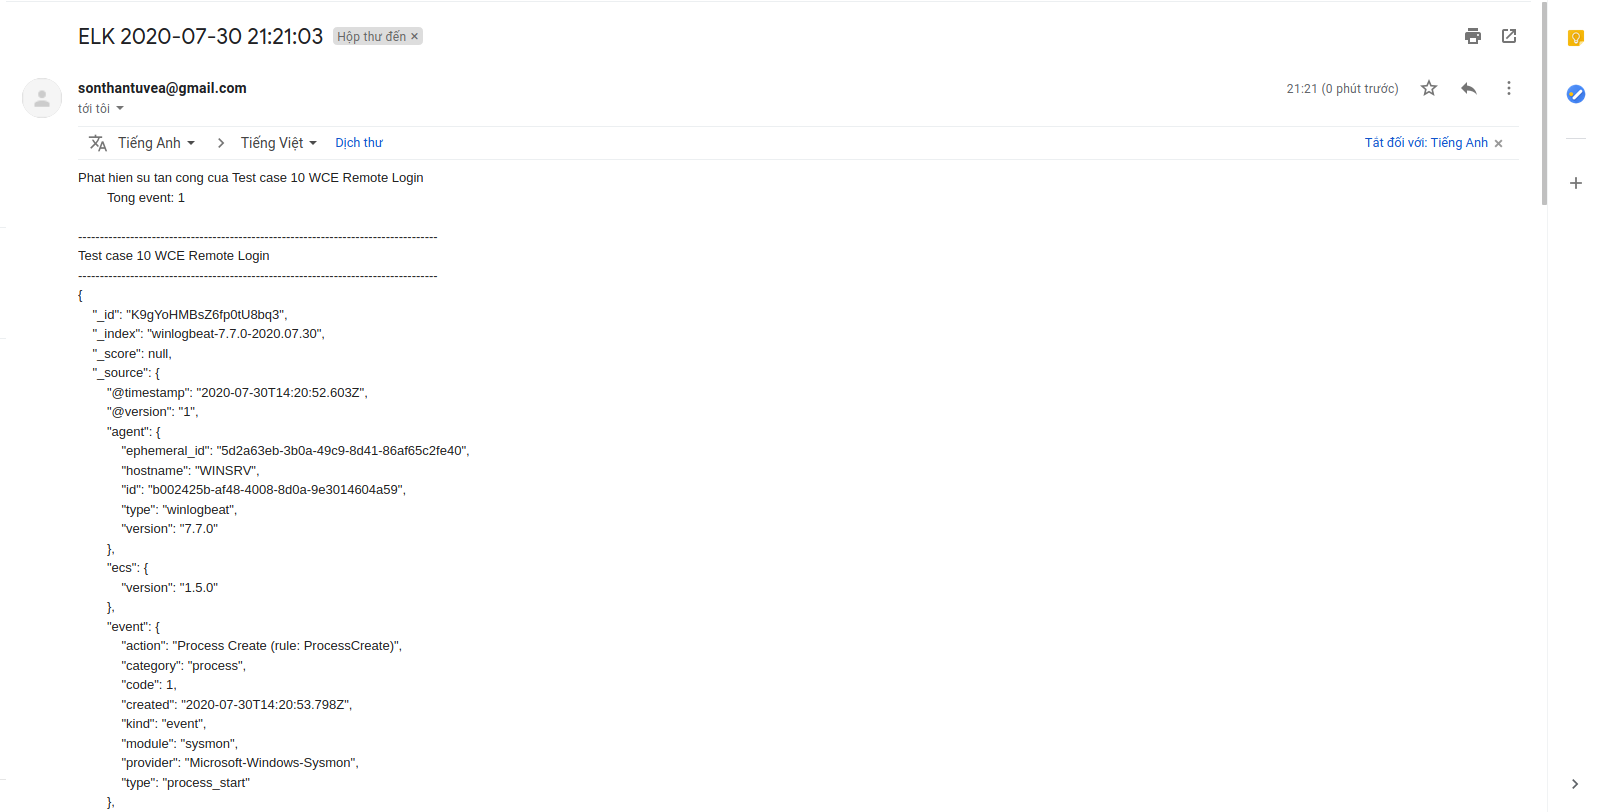 ELK 2020-07-30 21:21:03 Hộp thư đến ×
sonthantuvea@gmail.com 21:21 (0 phút trước)
tới tôi
Tiếng Anh > Tiếng Việt Dịch thư Tắt đối với: Tiếng Anh ×
Phat hien su tan cong cua Test case 10 WCE Remote Login
Tong event: 1
------------------------------------------------------------------------------------
Test case 10 WCE Remote Login
------------------------------------------------------------------------------------
{
"_id": "K9gYoHMBsZ6fp0tU8bq3",
"_index": "winlogbeat-7.7.0-2020.07.30",
"_score": null,
"_source": {
"@timestamp": "2020-07-30T14:20:52.603Z",
"@version": "1",
"agent": {
"ephemeral_id": "5d2a63eb-3b0a-49c9-8d41-86af65c2fe40",
"hostname": "WINSRV",
"id": "b002425b-af48-4008-8d0a-9e3014604a59",
"type": "winlogbeat",
"version": "7.7.0"
},
"ecs": {
"version": "1.5.0"
},
"event": {
"action": "Process Create (rule: ProcessCreate)",
"category": "process",
"code": 1,
"created": "2020-07-30T14:20:53.798Z",
"kind": "event",
"module": "sysmon",
"provider": "Microsoft-Windows-Sysmon",
"type": "process_start"
},